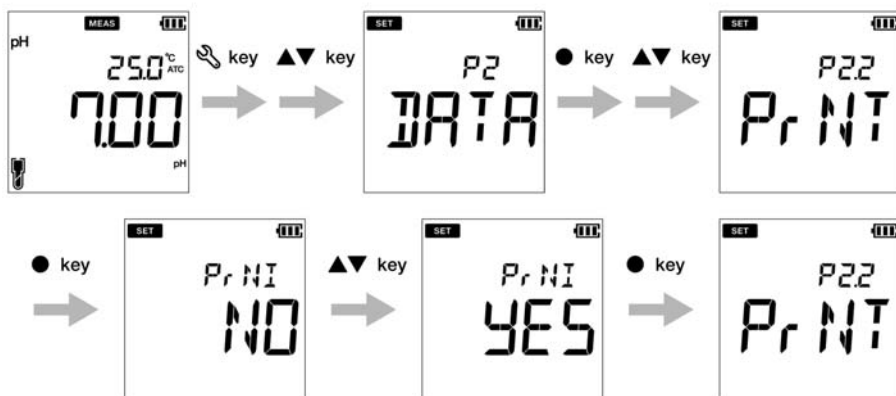 MEAS
pH
25.0 °C
ATC
7.00
pH
key ▲▼ key
SET
P2
DATA
● key ▲▼ key
SET
P2.2
PrNT
● key
SET
PrNT
NO
▲▼ key
SET
PrNT
YES
● key
SET
P2.2
PrNT